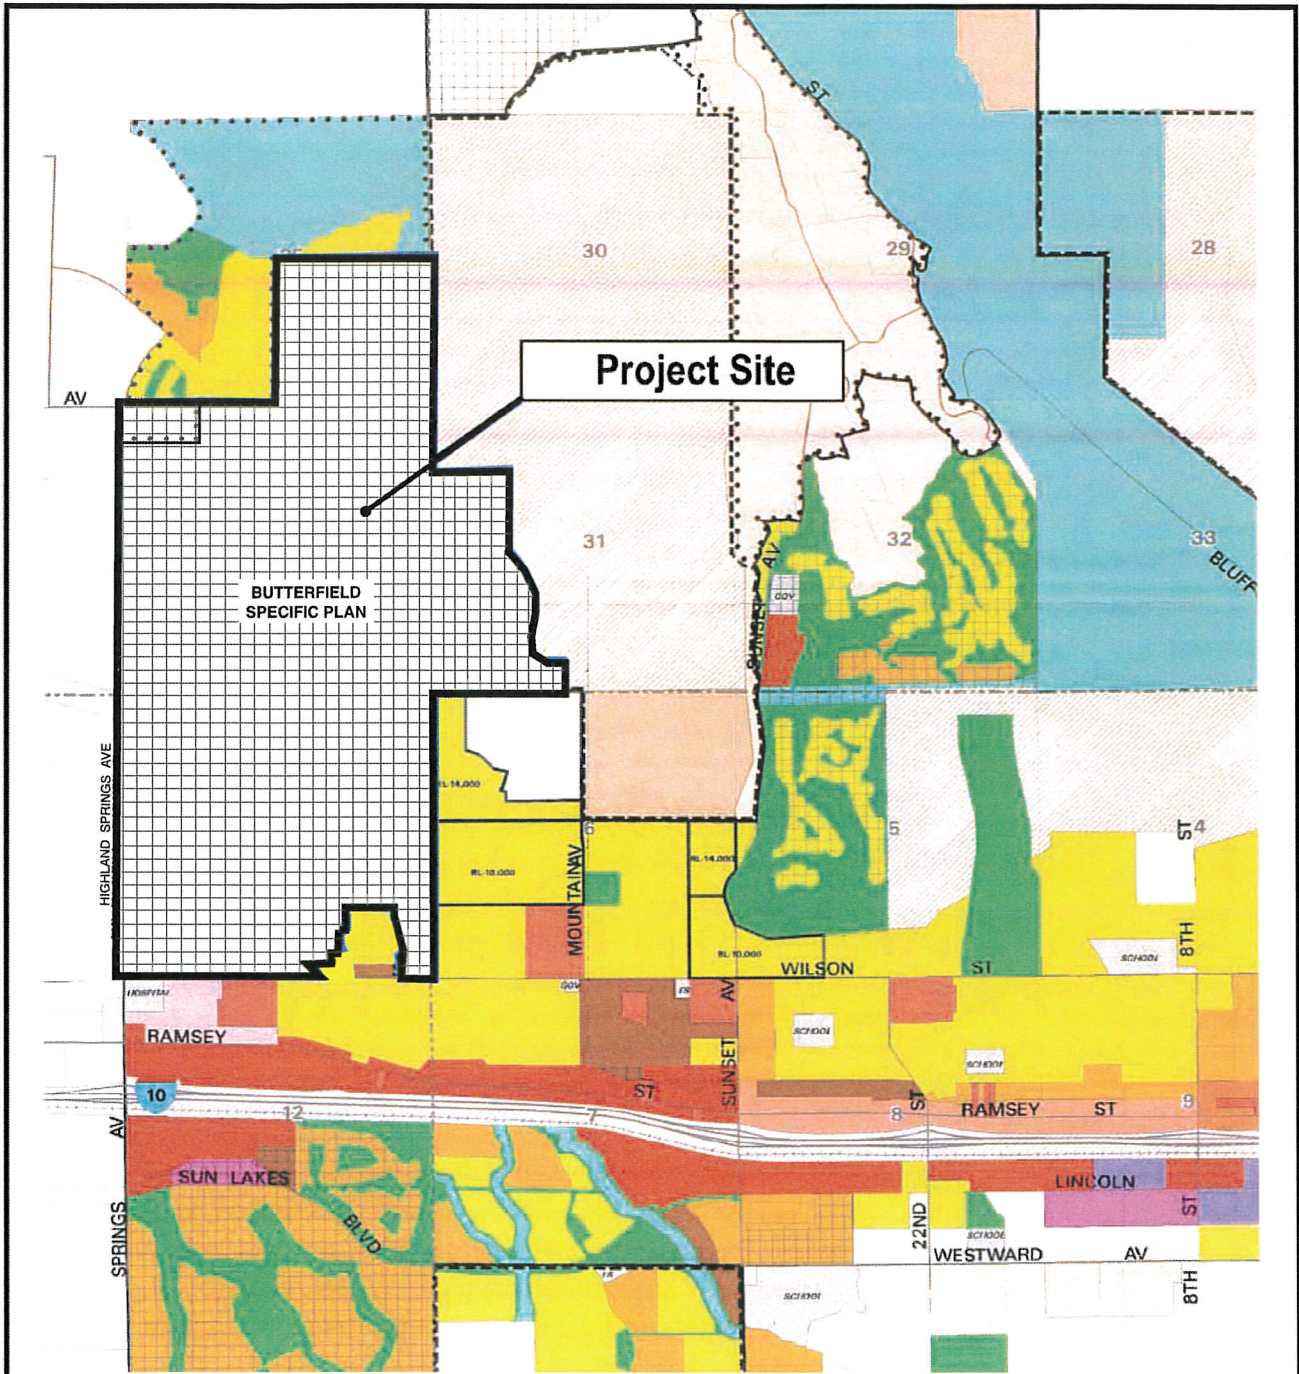 ST
30
29
28
Project Site
AV
31
32
33
BLUFF
AV
SUNSET
GOV
BUTTERFIELD
SPECIFIC PLAN
HIGHLAND SPRINGS AVE
RL-14,000
6
5
ST
4
RL-10,000
MOUNTAIN AV
RL-14,000
RL-10,000
WILSON
ST
SCHOOL
8TH
HOSPITAL
GOV
RAMSEY
SUNSET AV
SCHOOL
SCHOOL
10
ST
12
7
8
ST
RAMSEY
ST
9
AV
SUN LAKES
BLVD
SPRINGS
LINCOLN
ST
22ND
SCHOOL
WESTWARD
AV
SCHOOL
8TH